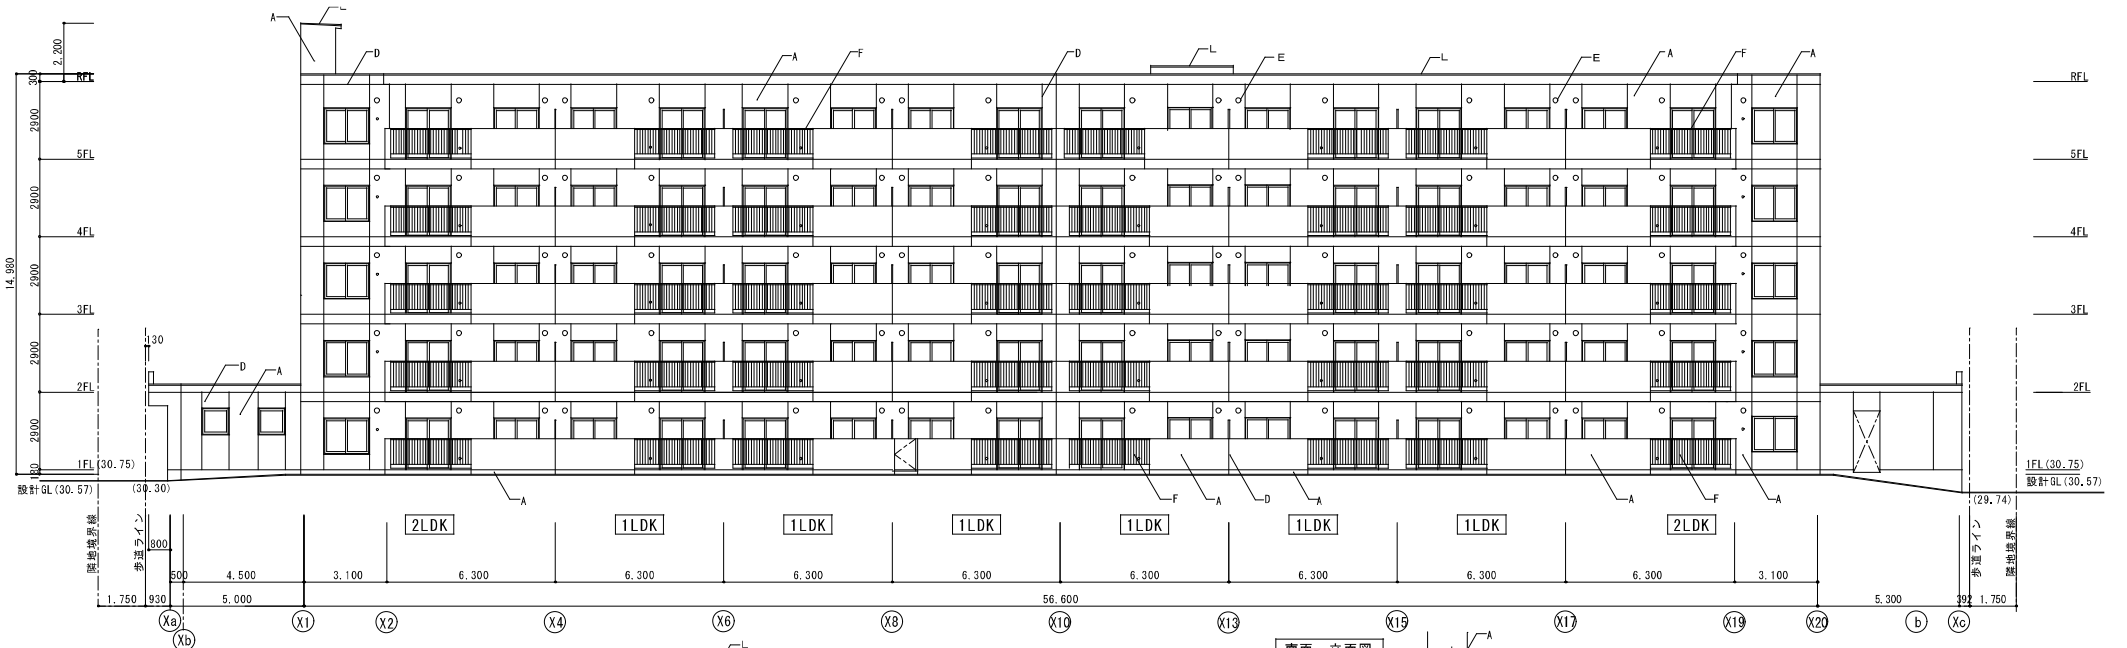 A L
2,200
D A F D L E L E A F A
300 RFL RFL
2900
5FL 5FL
2900
4FL 4FL
14,980
2900
3FL 3FL
130
2900
D A
2FL 2FL
2900
1FL(30.75) 1FL(30.75)
180
設計GL(30.57) 設計GL(30.57)
(30.30) (29.74)
A F A D A A F A
隣地境界線 歩道ライン 2LDK 1LDK 1LDK 1LDK 1LDK 1LDK 1LDK 2LDK 歩道ライン 隣地境界線
800
500 4.500 3.100 6.300 6.300 6.300 6.300 6.300 6.300 6.300 6.300 3.100
1.750 930 5.000 56.600 5.300 392 1.750
Xa Xb X1 X2 X4 X6 X8 X10 X13 X15 X17 X19 X20 b Xc
L A
立面図